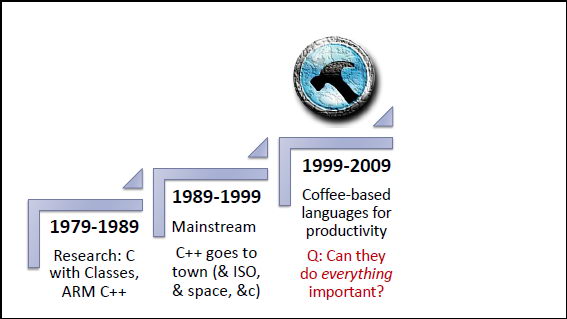 1979-1989
Research: C
with Classes,
ARM C++
1989-1999
Mainstream
C++ goes to
town (& ISO,
& space, &c)
1999-2009
Coffee-based
languages for
productivity
Q: Can they
do everything
important?